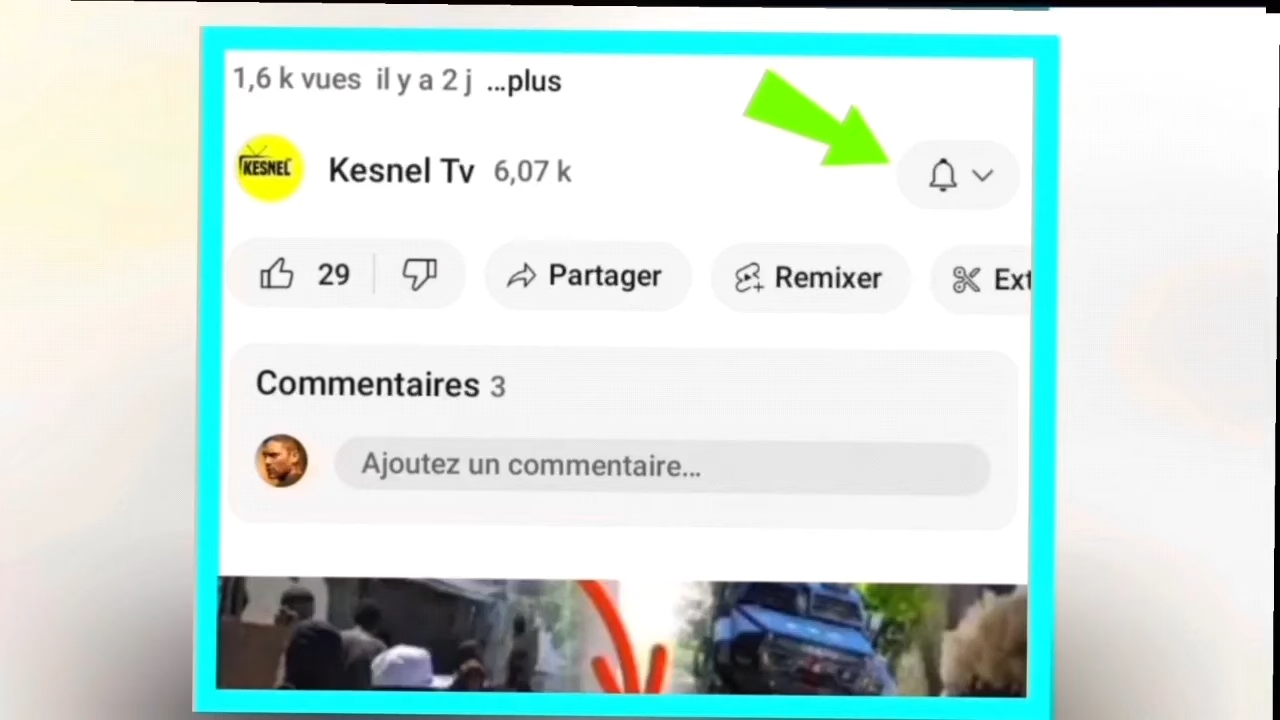 1,6 k vues il y a 2 j ...plus
KESNEL
Kesnel Tv 6,07 k
29 Partager Remixer Ext
Commentaires 3
Ajoutez un commentaire...